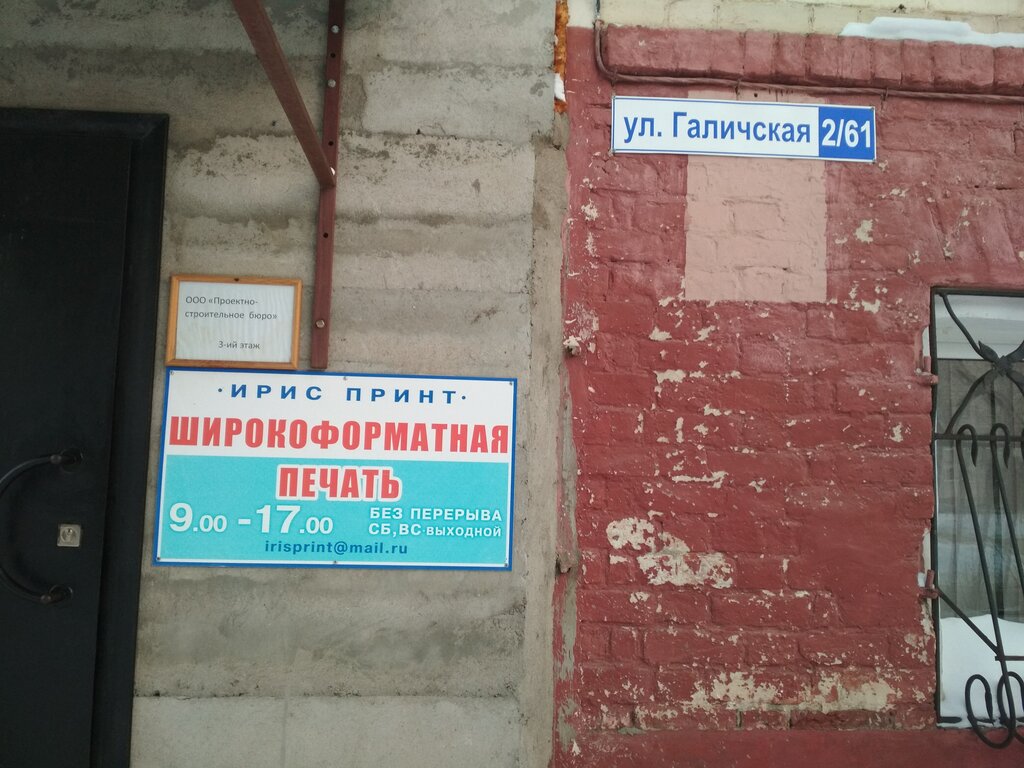 ул. Галичская 2/61
ООО «Проектно-
строительное бюро»
3-ий этаж
·ИРИС ПРИНТ·
ШИРОКОФОРМАТНАЯ
ПЕЧАТЬ
9.00 -17.00
БЕЗ ПЕРЕРЫВА
СБ,ВС-ВЫХОДНОЙ
irisprint@mail.ru